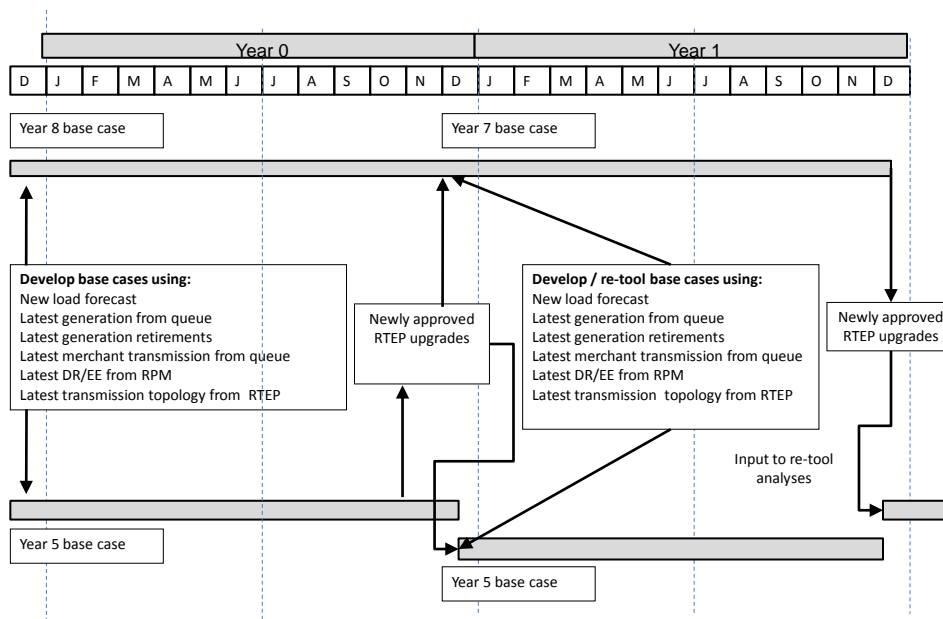 Year 0 Year 1
D J F M A M J J A S O N D J F M A M J J A S O N D
Year 8 base case Year 7 base case
Develop base cases using:
New load forecast
Latest generation from queue
Latest generation retirements
Latest merchant transmission from queue
Latest DR/EE from RPM
Latest transmission topology from RTEP
Newly approved
RTEP upgrades
Develop / re-tool base cases using:
New load forecast
Latest generation from queue
Latest generation retirements
Latest merchant transmission from queue
Latest DR/EE from RPM
Latest transmission topology from RTEP
Newly approved
RTEP upgrades
Input to re-tool
analyses
Year 5 base case
Year 5 base case